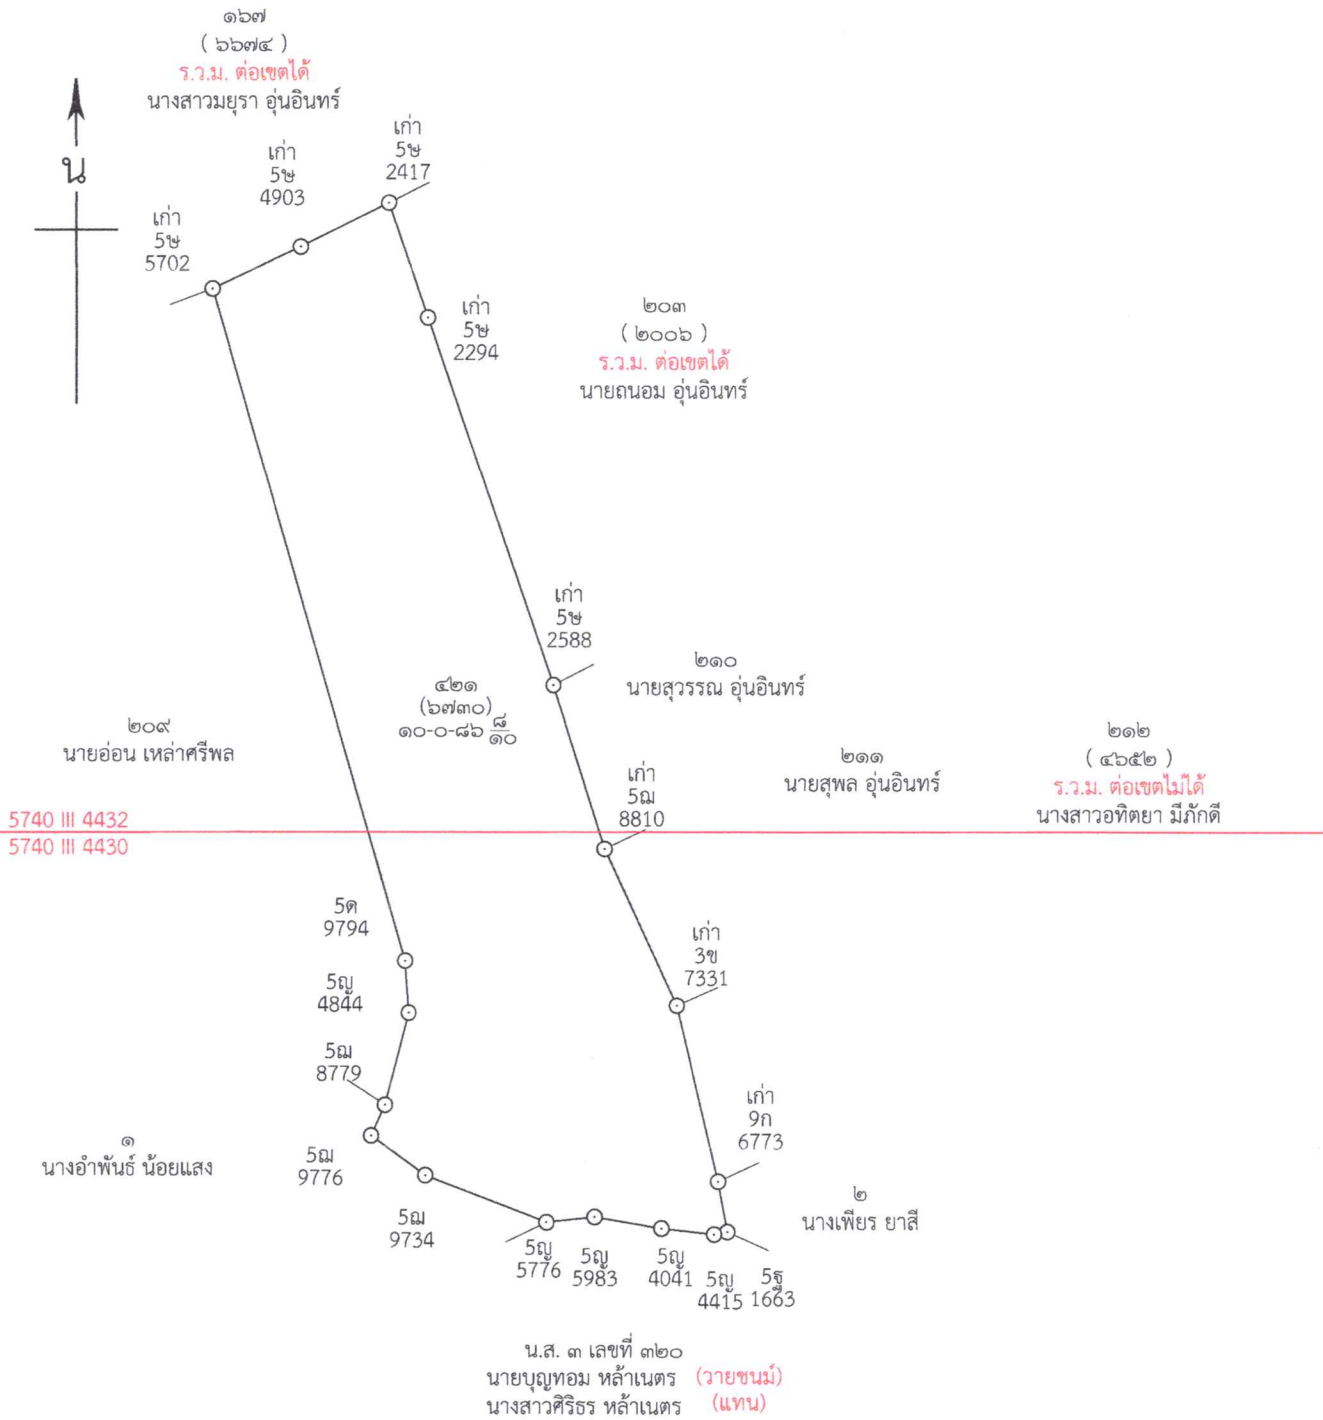 ๑๖๗
( ๖๖๗๔ )
ร.ว.ม. ต่อเขตได้
นางสาวมยุรา อุ่นอินทร์
น
เก่า
5ษ
2417
เก่า
5ษ
4903
เก่า
5ษ
5702
เก่า
5ษ
2294
๒๐๓
( ๒๐๐๖ )
ร.ว.ม. ต่อเขตได้
นายถนอม อุ่นอินทร์
เก่า
5ษ
2588
๒๑๐
นายสุวรรณ อุ่นอินทร์
๔๒๑
(๖๗๓๐)
๑๐-๐-๘๖ ๘/๑๐
๒๐๙
นายอ่อน เหล่าศรีพล
๒๑๑
นายสุพล อุ่นอินทร์
๒๑๒
( ๔๖๕๒ )
ร.ว.ม. ต่อเขตไม่ได้
นางสาวอทิตยา มีภักดี
เก่า
5ฌ
8810
5740 III 4432
5740 III 4430
5ด
9794
เก่า
3ข
7331
5ญ
4844
5ฌ
8779
เก่า
9ก
6773
๑
นางอำพันธ์ น้อยแสง
5ฌ
9776
๒
นางเพียร ยาสี
5ฌ
9734
5ญ
5776
5ญ
5983
5ญ
4041
5ญ
4415
5ฐ
1663
น.ส. ๓ เลขที่ ๓๒๐
นายบุญทอม หล้าเนตร (วายชนม์)
นางสาวศิริธร หล้าเนตร (แทน)